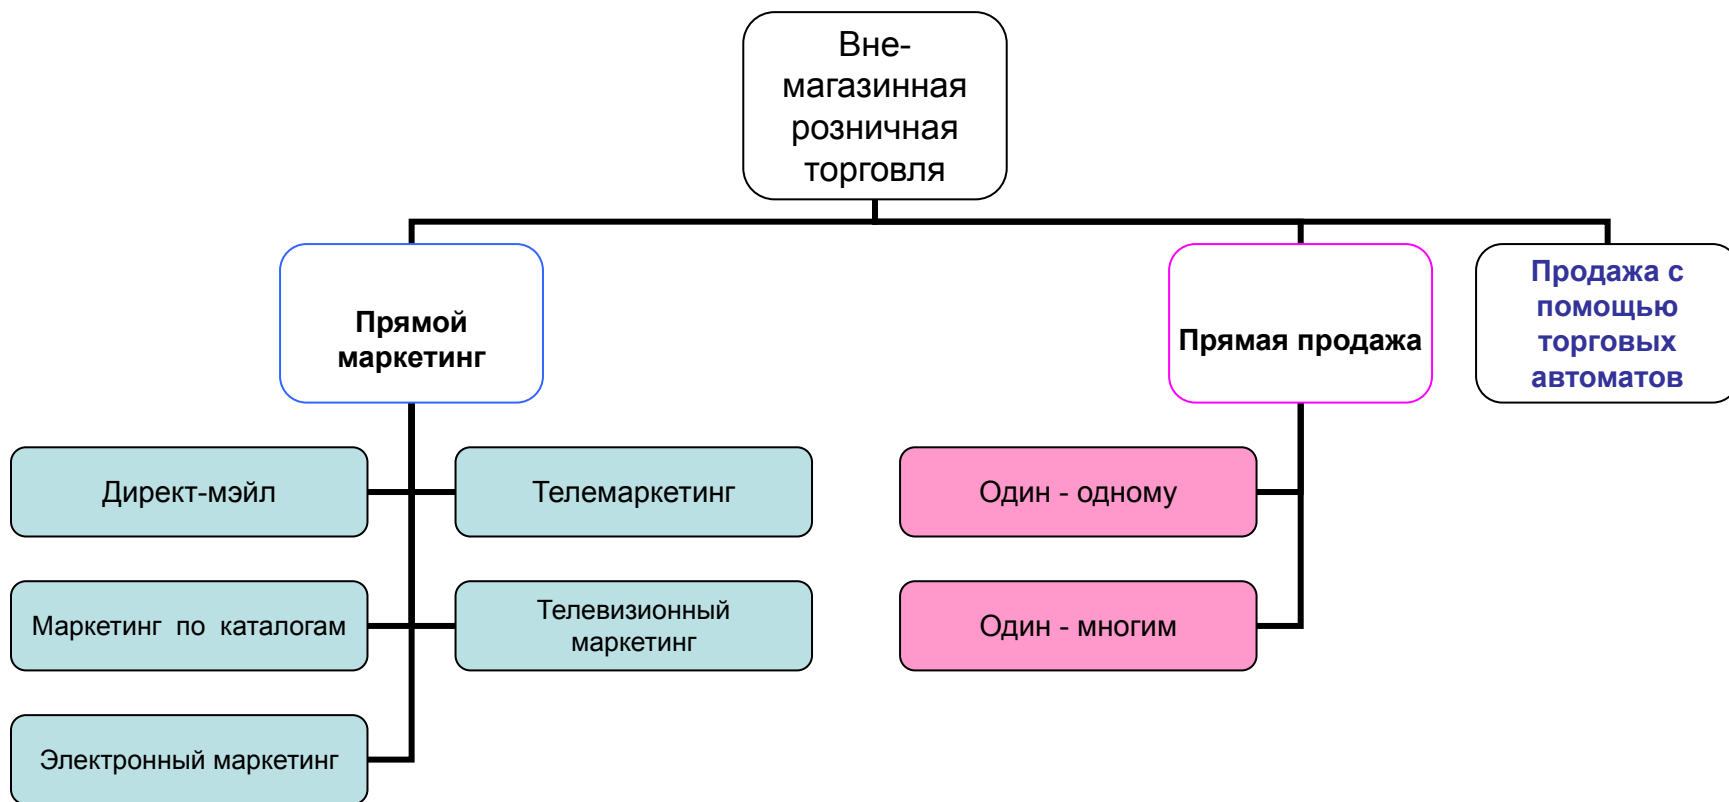 Вне-
магазинная
розничная
торговля
Прямой
маркетинг
Прямая продажа
Продажа с
помощью
торговых
автоматов
Директ-мэйл
Телемаркетинг
Один - одному
Маркетинг по каталогам
Телевизионный
маркетинг
Один - многим
Электронный маркетинг